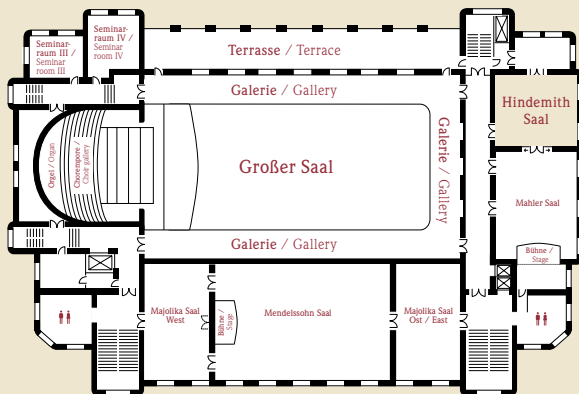 Seminar-
raum III /
Seminar
room III
Seminar-
raum IV /
Seminar
room IV
Terrasse / Terrace
Galerie / Gallery
Hindemith
Saal
Orgel / Organ
Chorempore /
Choir gallery
Großer Saal
Galerie / Gallery
Mahler Saal
Bühne /
Stage
Galerie / Gallery
Majolika Saal
West
Bühne /
Stage
Mendelssohn Saal
Majolika Saal
Ost / East